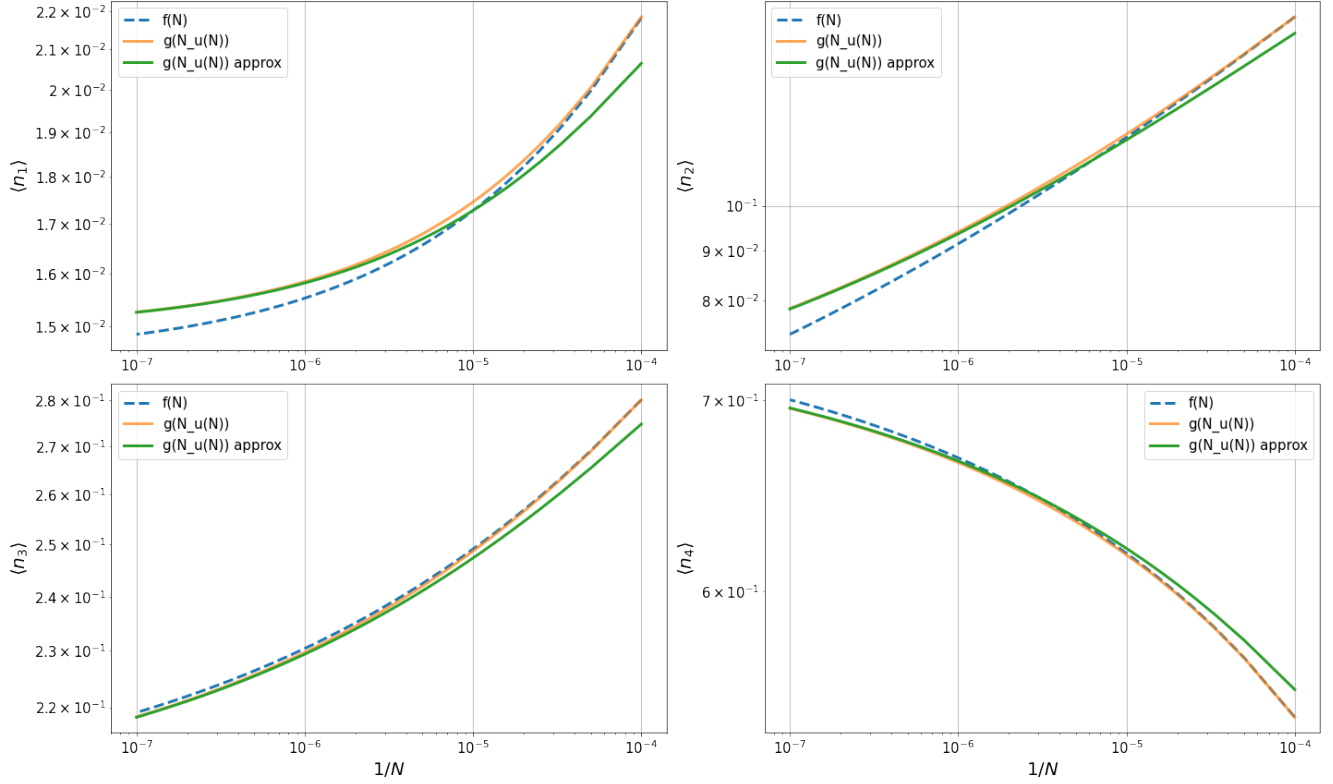 2.2 × 10⁻²
2.1 × 10⁻²
2 × 10⁻²
1.9 × 10⁻²
1.8 × 10⁻²
1.7 × 10⁻²
1.6 × 10⁻²
1.5 × 10⁻²
⟨n₁⟩
f(N)
g(N_u(N))
g(N_u(N)) approx
10⁻⁷ 10⁻⁶ 10⁻⁵ 10⁻⁴
10⁻¹
9 × 10⁻²
8 × 10⁻²
⟨n₂⟩
f(N)
g(N_u(N))
g(N_u(N)) approx
10⁻⁷ 10⁻⁶ 10⁻⁵ 10⁻⁴
2.8 × 10⁻¹
2.7 × 10⁻¹
2.6 × 10⁻¹
2.5 × 10⁻¹
2.4 × 10⁻¹
2.3 × 10⁻¹
2.2 × 10⁻¹
⟨n₃⟩
f(N)
g(N_u(N))
g(N_u(N)) approx
10⁻⁷ 10⁻⁶ 10⁻⁵ 10⁻⁴
1/N
7 × 10⁻¹
6 × 10⁻¹
⟨n₄⟩
f(N)
g(N_u(N))
g(N_u(N)) approx
10⁻⁷ 10⁻⁶ 10⁻⁵ 10⁻⁴
1/N